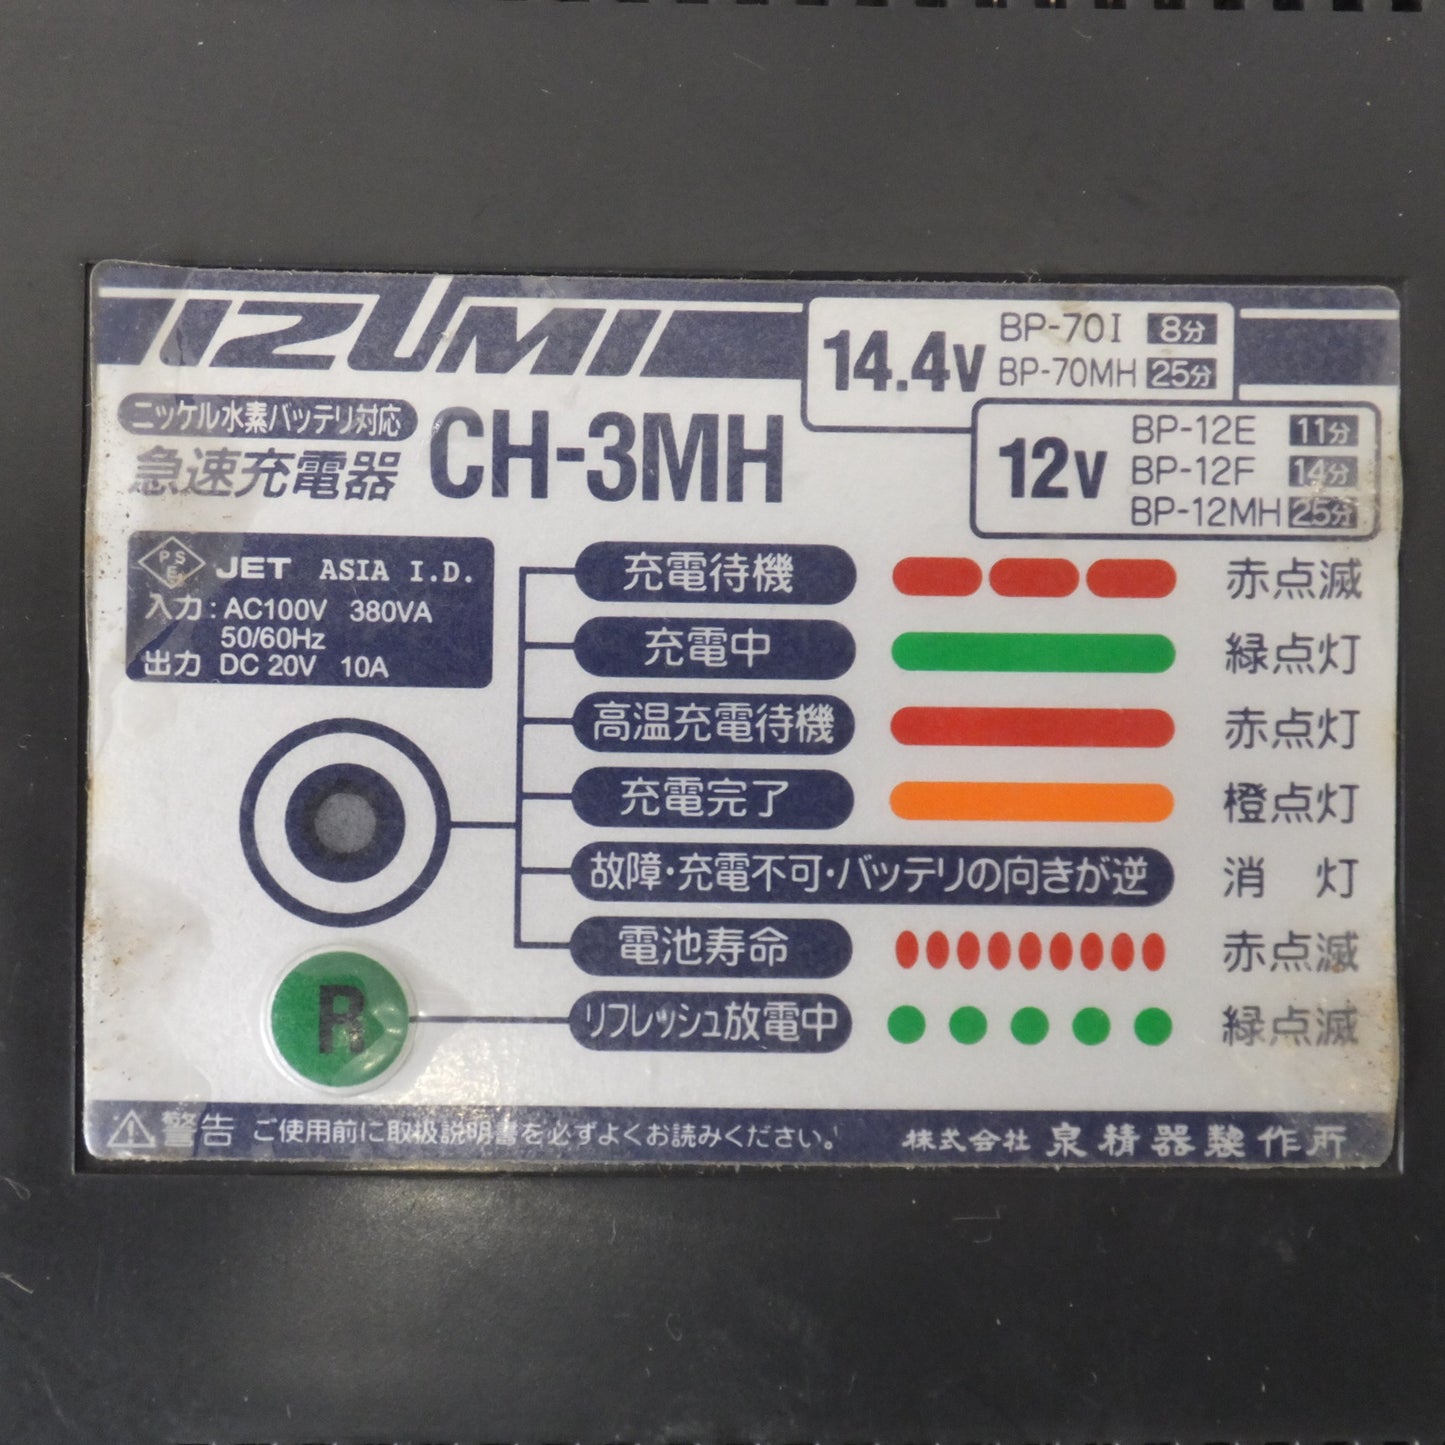 IZUMI
14.4V
BP-70I 8分
BP-70MH 25分
ニッケル水素バッテリ対応
急速充電器 CH-3MH
12V
BP-12E 11分
BP-12F 14分
BP-12MH 25分
PSE JET ASIA I.D.
入力: AC100V 380VA
50/60Hz
出力 DC 20V 10A
充電待機 赤点滅
充電中 緑点灯
高温充電待機 赤点灯
充電完了 橙点灯
故障・充電不可・バッテリの向きが逆 消 灯
電池寿命 赤点滅
R リフレッシュ放電中 緑点滅
警告 ご使用前に取扱説明書を必ずよくお読みください。 株式会社 泉精器製作所